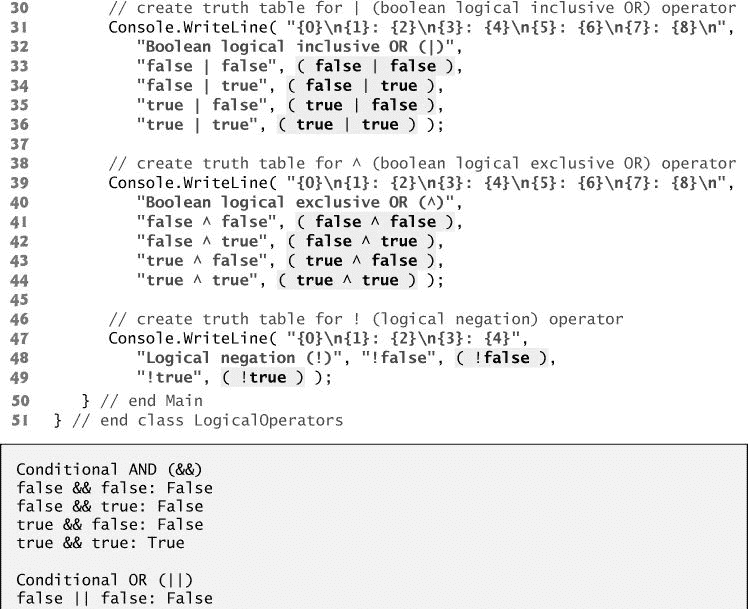 30 // create truth table for | (boolean logical inclusive OR) operator
31 Console.WriteLine( "{0}\n{1}: {2}\n{3}: {4}\n{5}: {6}\n{7}: {8}\n",
32 "Boolean logical inclusive OR (|)",
33 "false | false", ( false | false ),
34 "false | true", ( false | true ),
35 "true | false", ( true | false ),
36 "true | true", ( true | true ) );
37
38 // create truth table for ^ (boolean logical exclusive OR) operator
39 Console.WriteLine( "{0}\n{1}: {2}\n{3}: {4}\n{5}: {6}\n{7}: {8}\n",
40 "Boolean logical exclusive OR (^)",
41 "false ^ false", ( false ^ false ),
42 "false ^ true", ( false ^ true ),
43 "true ^ false", ( true ^ false ),
44 "true ^ true", ( true ^ true ) );
45
46 // create truth table for ! (logical negation) operator
47 Console.WriteLine( "{0}\n{1}: {2}\n{3}: {4}",
48 "Logical negation (!)", "!false", ( !false ),
49 "!true", ( !true ) );
50 } // end Main
51 } // end class LogicalOperators
Conditional AND (&&)
false && false: False
false && true: False
true && false: False
true && true: True
Conditional OR (||)
false || false: False